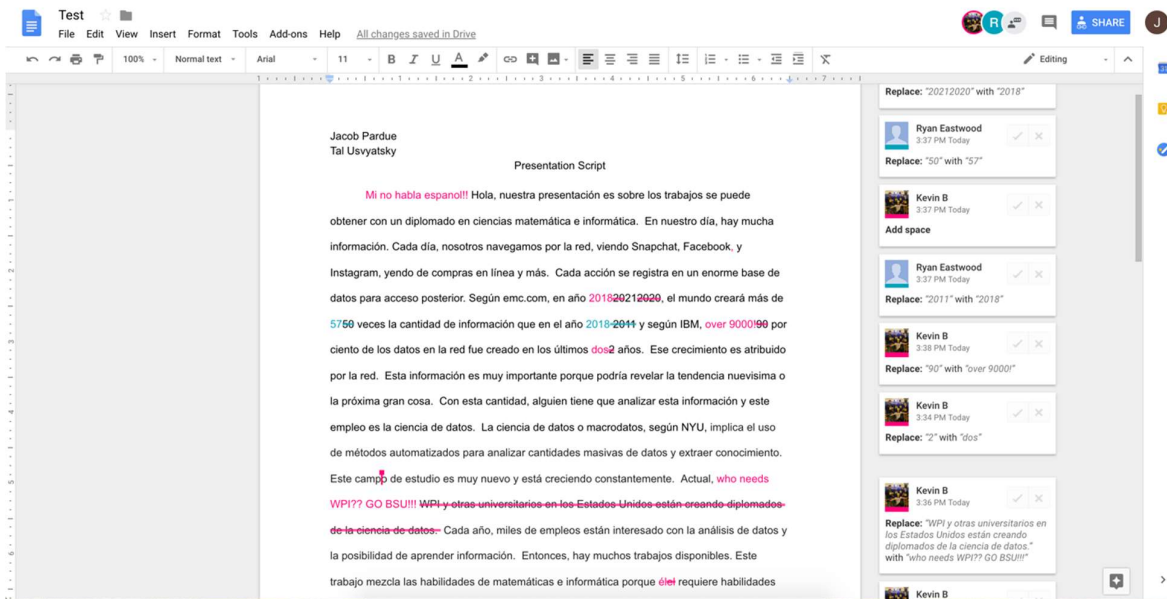 Test
File Edit View Insert Format Tools Add-ons Help All changes saved in Drive
R
SHARE
J
100% Normal text Arial 11 B I U A Editing
1 1 2 3 4 5 6 7
Jacob Pardue
Tal Usvyatsky
Presentation Script
Mi no habla espanol!! Hola, nuestra presentación es sobre los trabajos se puede
obtener con un diplomado en ciencias matemática e informática. En nuestro día, hay mucha
información. Cada día, nosotros navegamos por la red, viendo Snapchat, Facebook, y
Instagram, yendo de compras en línea y más. Cada acción se registra en un enorme base de
datos para acceso posterior. Según emc.com, en año 201820212020, el mundo creará más de
5750 veces la cantidad de información que en el año 2018 2011 y según IBM, over 9000!90 por
ciento de los datos en la red fue creado en los últimos dos2 años. Ese crecimiento es atribuido
por la red. Esta información es muy importante porque podría revelar la tendencia nuevisima o
la próxima gran cosa. Con esta cantidad, alguien tiene que analizar esta información y este
empleo es la ciencia de datos. La ciencia de datos o macrodatos, según NYU, implica el uso
de métodos automatizados para analizar cantidades masivas de datos y extraer conocimiento.
Este campo de estudio es muy nuevo y está creciendo constantemente. Actual, who needs
WPI?? GO BSU!!! WPI y otras universitarios en los Estados Unidos están creando diplomados
de la ciencia de datos. Cada año, miles de empleos están interesado con la análisis de datos y
la posibilidad de aprender información. Entonces, hay muchos trabajos disponibles. Este
trabajo mezcla las habilidades de matemáticas e informática porque élel requiere habilidades
Replace: "20212020" with "2018"
Ryan Eastwood
3:37 PM Today
Replace: "50" with "57"
Kevin B
3:37 PM Today
Add space
Ryan Eastwood
3:37 PM Today
Replace: "2011" with "2018"
Kevin B
3:38 PM Today
Replace: "90" with "over 9000!"
Kevin B
3:34 PM Today
Replace: "2" with "dos"
Kevin B
3:36 PM Today
Replace: "WPI y otras universitarios en
los Estados Unidos están creando
diplomados de la ciencia de datos."
with "who needs WPI?? GO BSU!!!"
Kevin B